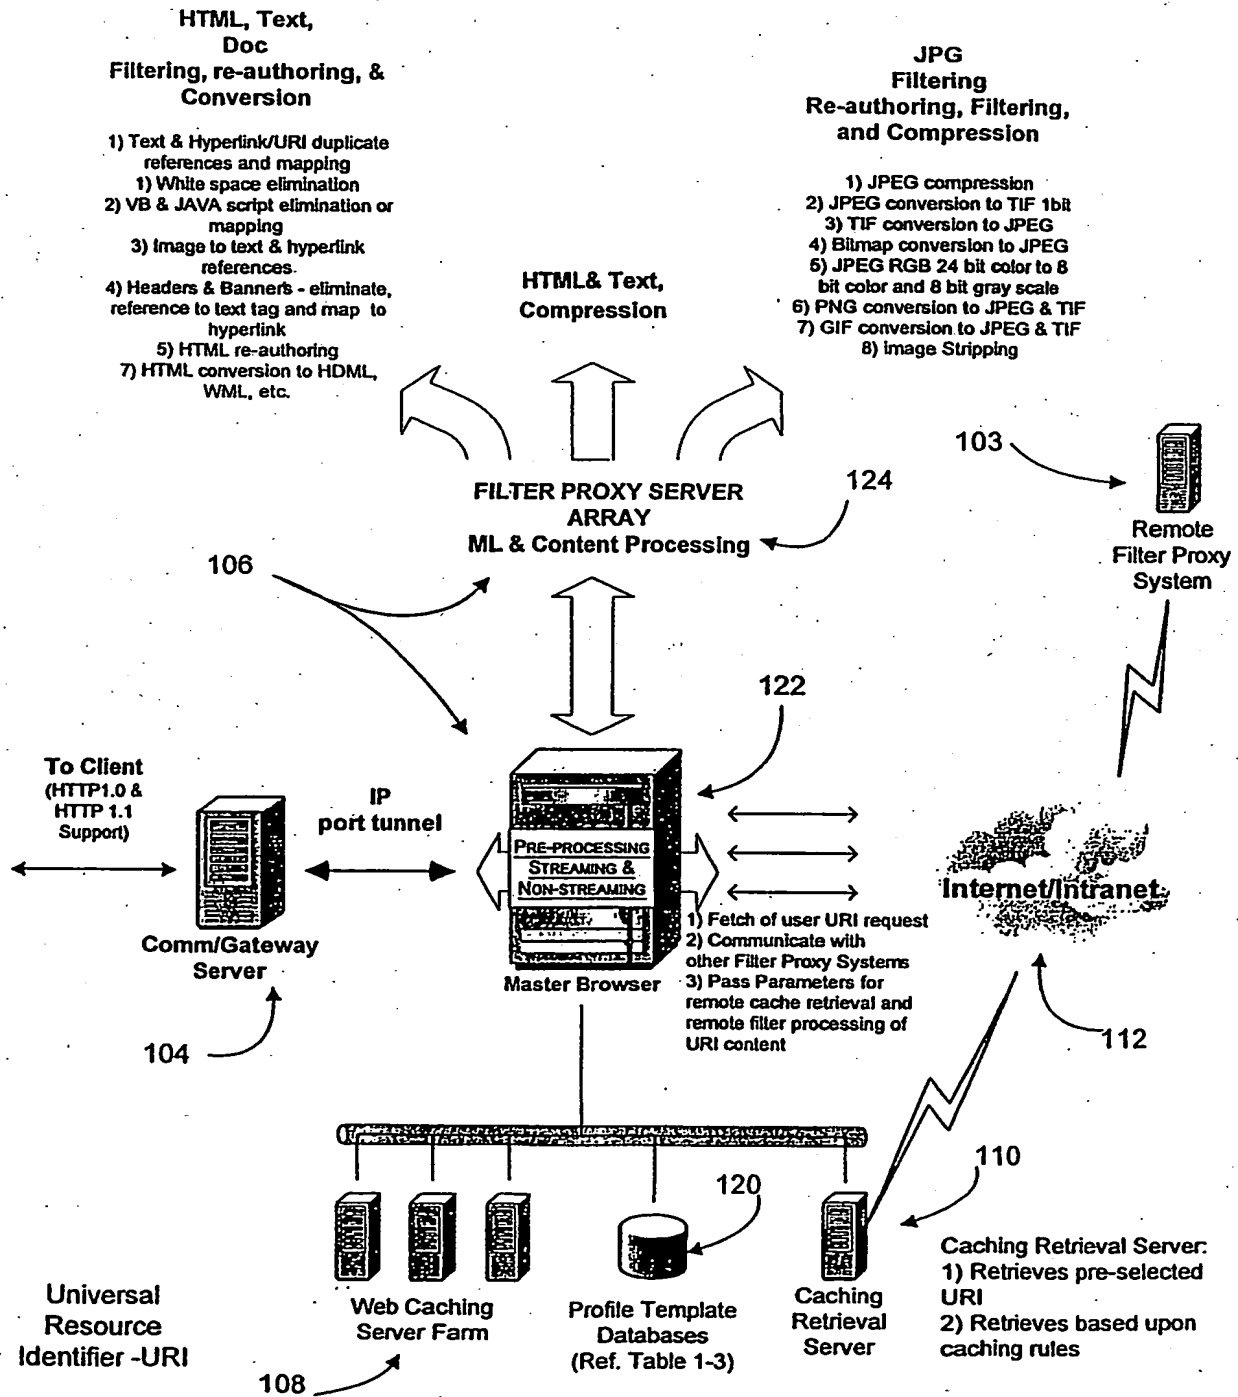 HTML, Text,
Doc
Filtering, re-authoring, &
Conversion
1) Text & Hyperlink/URI duplicate
references and mapping
1) White space elimination
2) VB & JAVA script elimination or
mapping
3) Image to text & hyperlink
references.
4) Headers & Banners - eliminate,
reference to text tag and map to
hyperlink
5) HTML re-authoring
7) HTML conversion to HDML,
WML, etc.
HTML& Text,
Compression
JPG
Filtering
Re-authoring, Filtering,
and Compression
1) JPEG compression
2) JPEG conversion to TIF 1bit
3) TIF conversion to JPEG
4) Bitmap conversion to JPEG
5) JPEG RGB 24 bit color to 8
bit color and 8 bit gray scale
6) PNG conversion to JPEG & TIF
7) GIF conversion to JPEG & TIF
8) Image Stripping
103
Remote
Filter Proxy
System
FILTER PROXY SERVER
ARRAY
ML & Content Processing
124
106
122
To Client
(HTTP1.0 &
HTTP 1.1
Support)
IP
port tunnel
PRE-PROCESSING
STREAMING &
NON-STREAMING
Internet/Intranet
Comm/Gateway
Server
Master Browser
1) Fetch of user URI request
2) Communicate with
other Filter Proxy Systems
3) Pass Parameters for
remote cache retrieval and
remote filter processing of
URI content
104
112
110
120
Universal
Resource
Identifier -URI
Web Caching
Server Farm
Profile Template
Databases
(Ref. Table 1-3)
Caching
Retrieval
Server
Caching Retrieval Server:
1) Retrieves pre-selected
URI
2) Retrieves based upon
caching rules
108